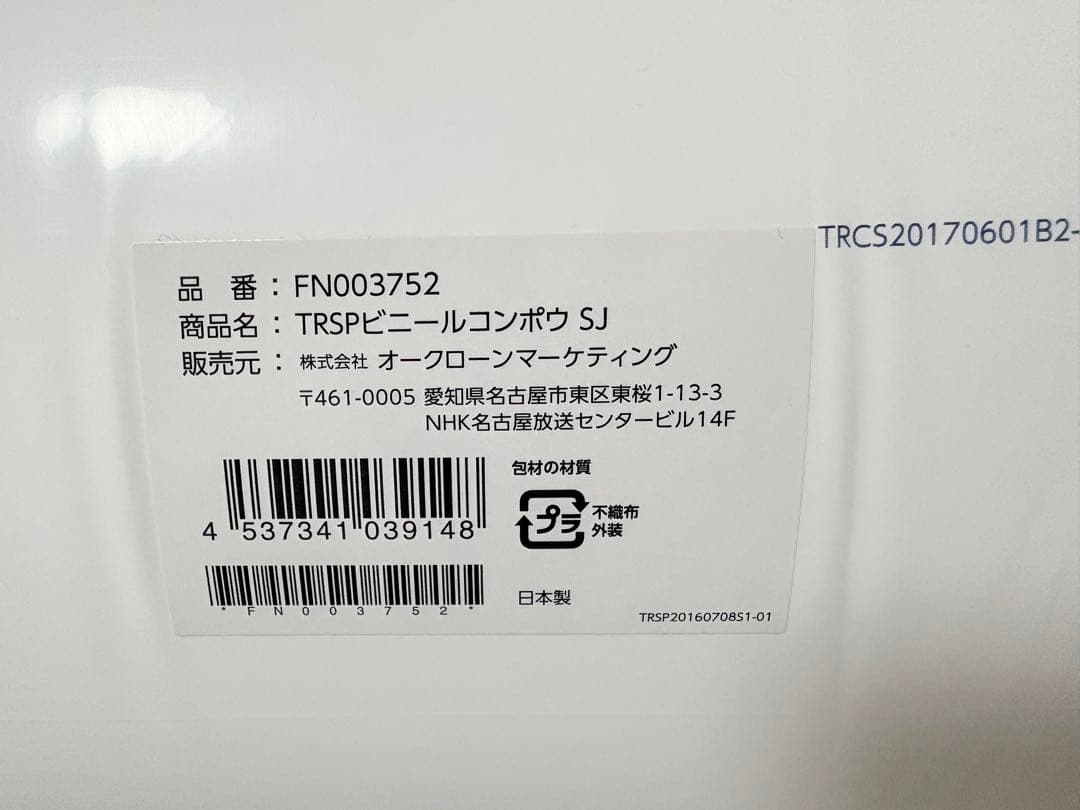 TRCS20170601B2-
品 番：FN003752
商品名：TRSPビニールコンポウ SJ
販売元：株式会社 オークローンマーケティング
〒461-0005 愛知県名古屋市東区東桜1-13-3
NHK名古屋放送センタービル14F
包材の材質
プラ
不織布
外装
4 537341 039148
*FN003752*
日本製
TRSP20160708S1-01